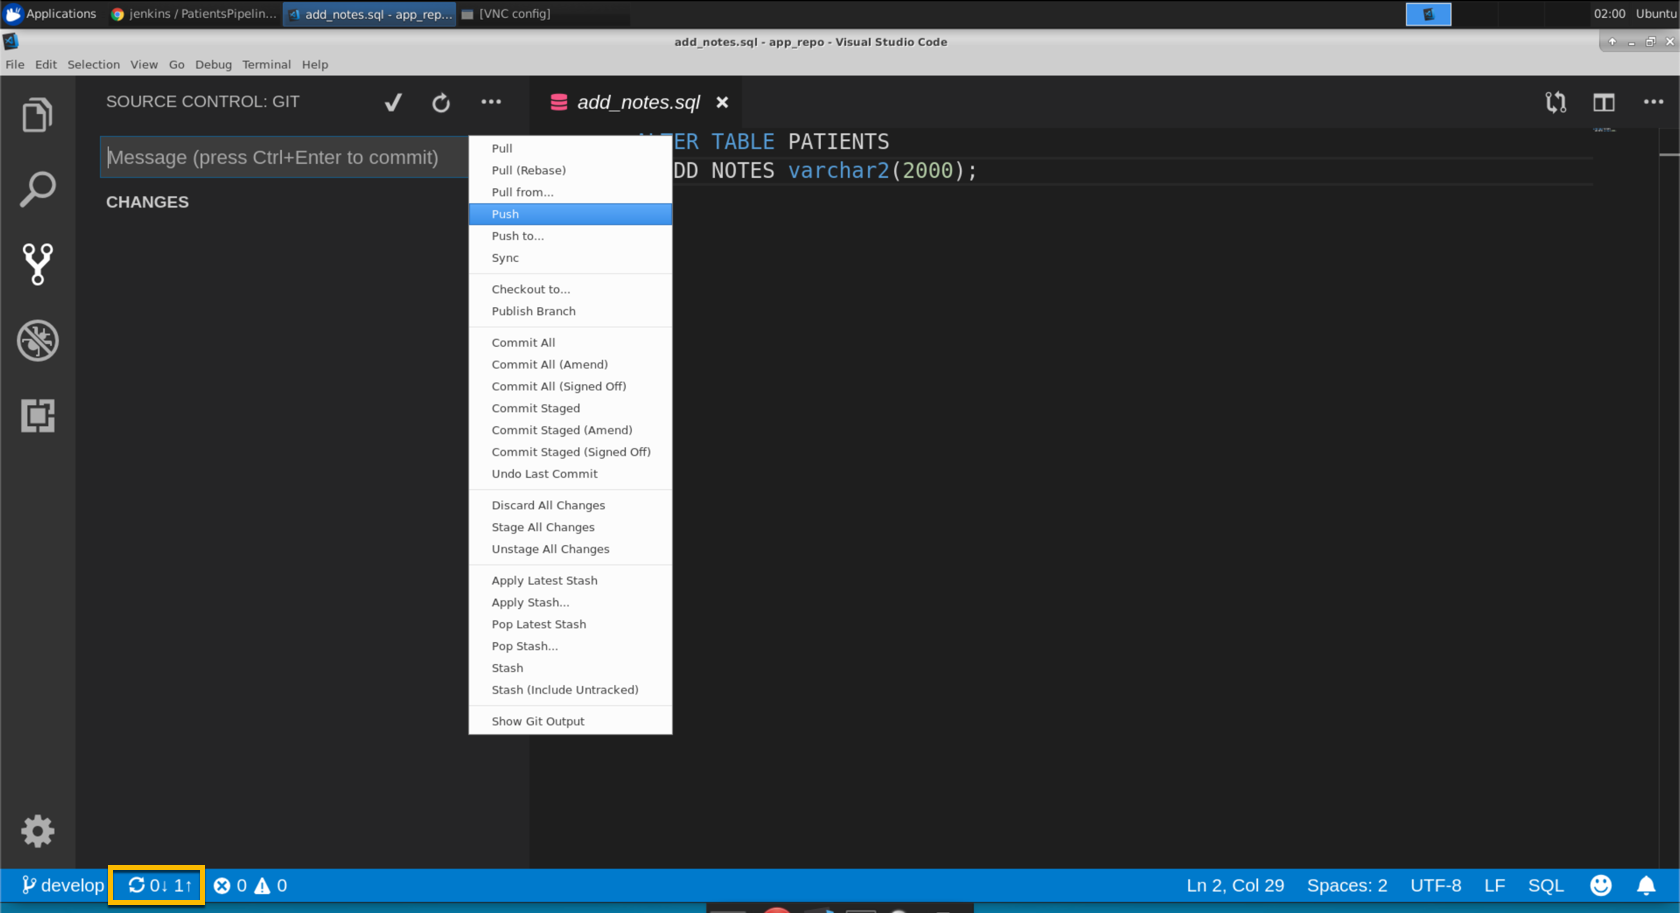 Applications jenkins / PatientsPipelin... add_notes.sql - app_rep... [VNC config] 02:00 Ubuntu
add_notes.sql - app_repo - Visual Studio Code
File Edit Selection View Go Debug Terminal Help
SOURCE CONTROL: GIT
add_notes.sql
Message (press Ctrl+Enter to commit)
CHANGES
Pull
Pull (Rebase)
Pull from...
Push
Push to...
Sync
Checkout to...
Publish Branch
Commit All
Commit All (Amend)
Commit All (Signed Off)
Commit Staged
Commit Staged (Amend)
Commit Staged (Signed Off)
Undo Last Commit
Discard All Changes
Stage All Changes
Unstage All Changes
Apply Latest Stash
Apply Stash...
Pop Latest Stash
Pop Stash...
Stash
Stash (Include Untracked)
Show Git Output
TER TABLE PATIENTS
DD NOTES varchar2(2000);
develop 0↓ 1↑ 0 0 Ln 2, Col 29 Spaces: 2 UTF-8 LF SQL